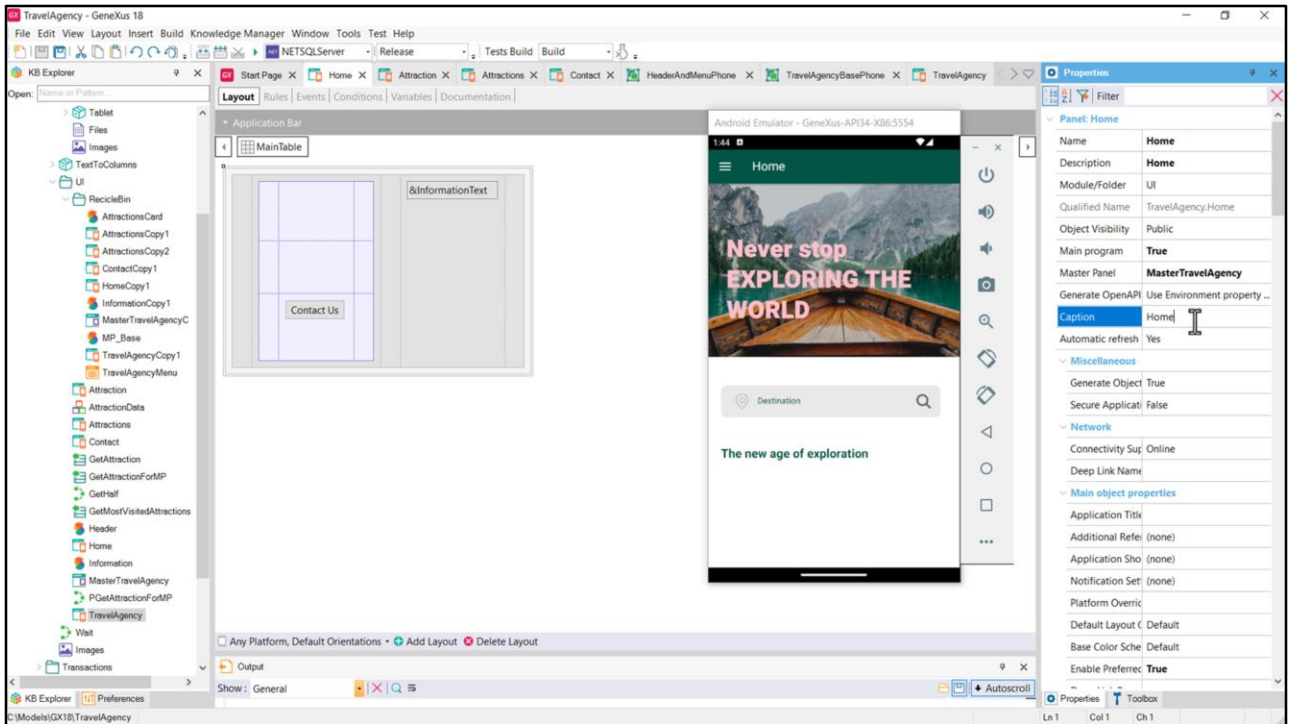 TravelAgency - GeneXus 18
File Edit View Layout Insert Build Knowledge Manager Window Tools Test Help
NETSQLServer Release Tests Build Build
KB Explorer
Open: Name or Pattern...
Tablet
Files
Images
TextToColumns
UI
RecicleBin
AttractionsCard
AttractionsCopy1
AttractionsCopy2
ContactCopy1
HomeCopy1
InformationCopy1
MasterTravelAgencyC
MP_Base
TravelAgencyCopy1
TravelAgencyMenu
Attraction
AttractionData
Attractions
Contact
GetAttraction
GetAttractionForMP
GetHalf
GetMostVisitedAttractions
Header
Home
Information
MasterTravelAgency
PGetAttractionForMP
TravelAgency
Wait
Images
Transactions
KB Explorer Preferences
C:\Models\GX18\TravelAgency
Start Page Home Attraction Attractions Contact HeaderAndMenuPhone TravelAgencyBasePhone TravelAgency
Layout Rules Events Conditions Variables Documentation
Application Bar
MainTable
&InformationText
Contact Us
Android Emulator - GeneXus-API34-X86:5554
1:44
Home
Never stop
EXPLORING THE
WORLD
Destination
The new age of exploration
Any Platform, Default Orientations Add Layout Delete Layout
Output
Show: General Autoscroll
Properties
Filter
Panel: Home
Name Home
Description Home
Module/Folder UI
Qualified Name TravelAgency.Home
Object Visibility Public
Main program True
Master Panel MasterTravelAgency
Generate OpenAPI Use Environment property ...
Caption Home
Automatic refresh Yes
Miscellaneous
Generate Object True
Secure Applicati False
Network
Connectivity Sup Online
Deep Link Name
Main object properties
Application Title
Additional Refer (none)
Application Sho (none)
Notification Set (none)
Platform Overric
Default Layout ( Default
Base Color Sche Default
Enable Preferred True
Properties Toolbox
Ln 1 Col 1 Ch 1